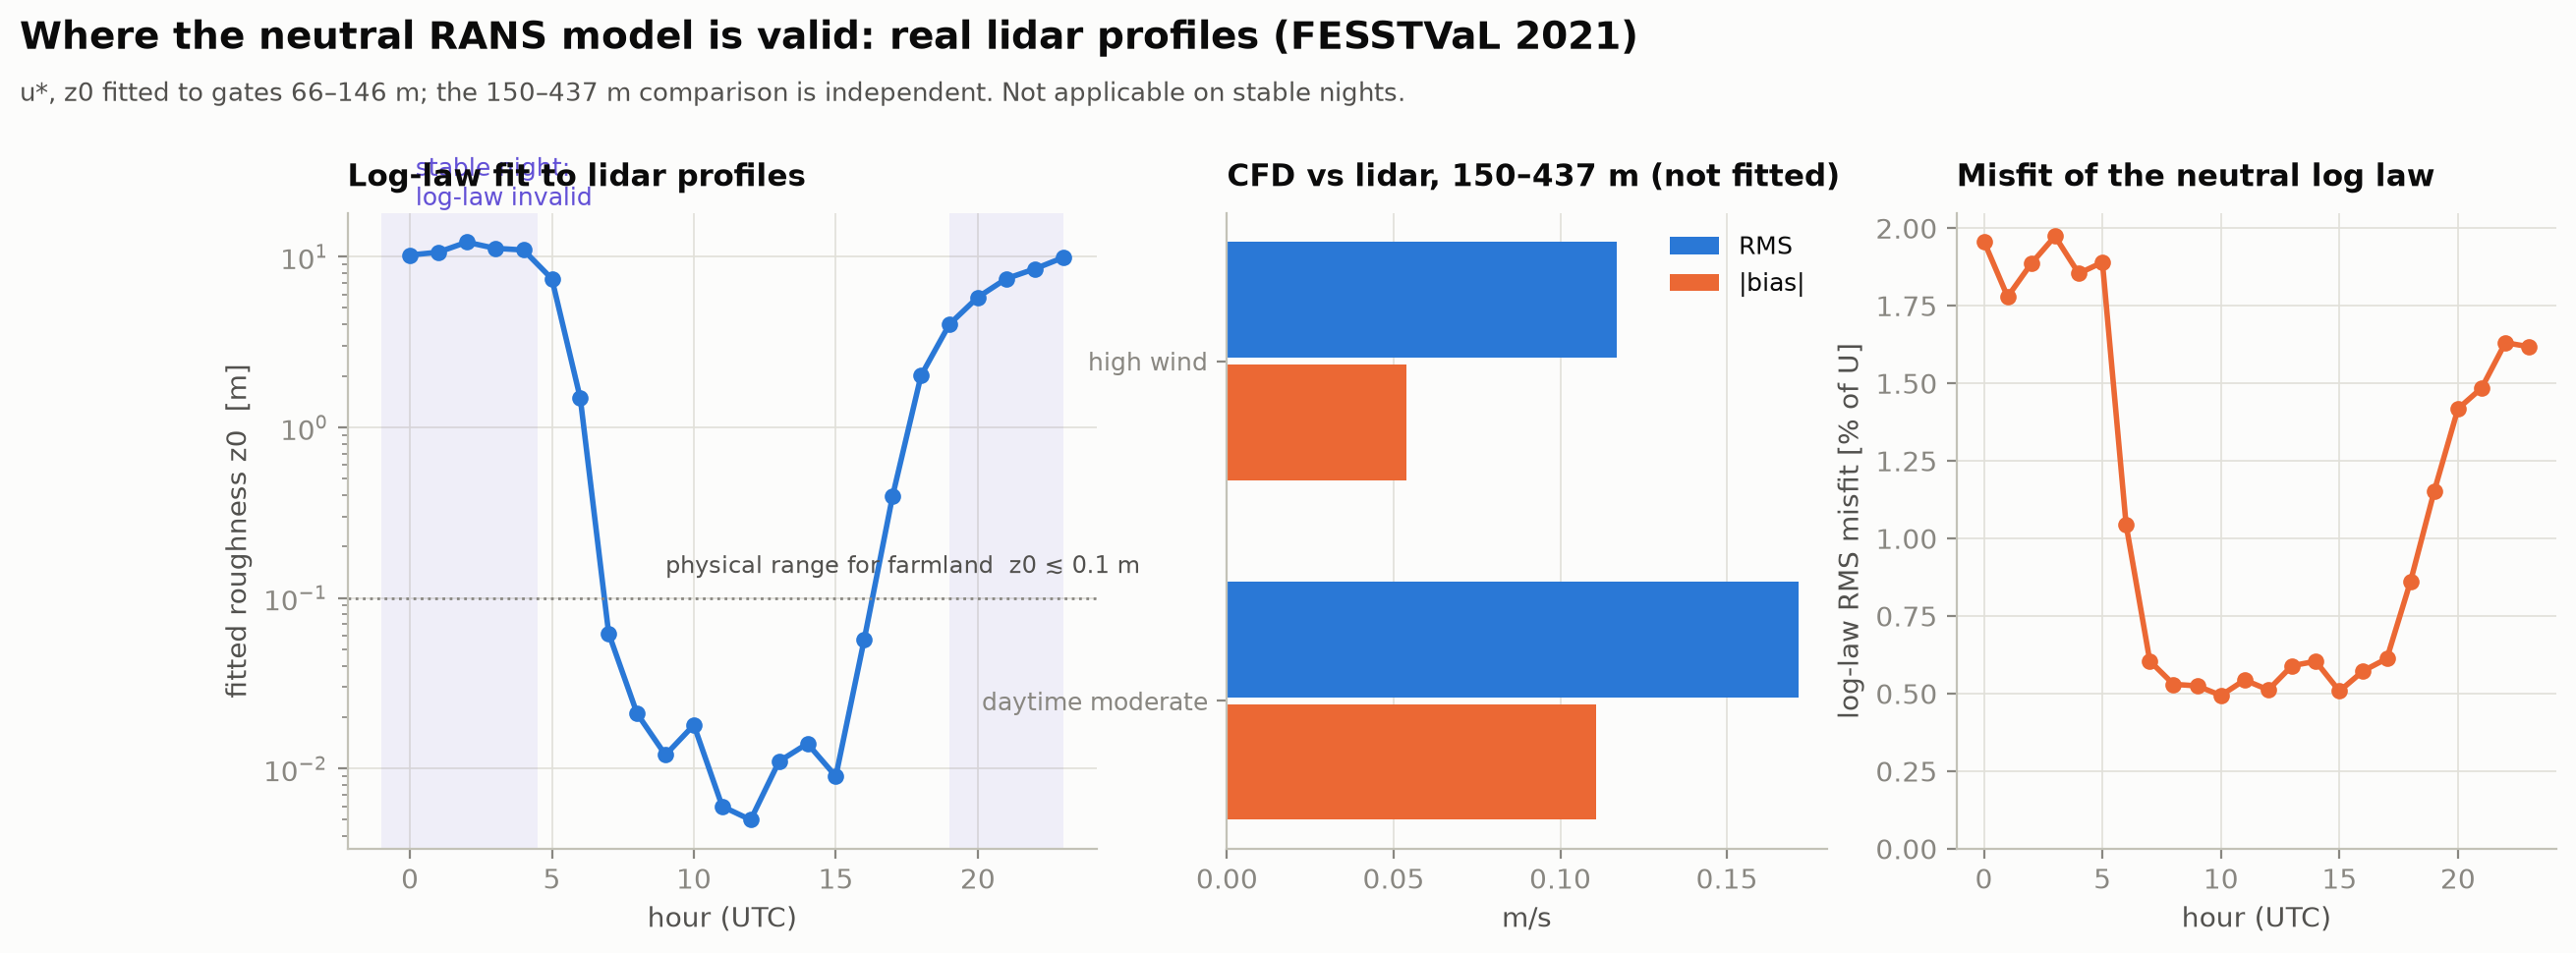 Where the neutral RANS model is valid: real lidar profiles (FESSTVaL 2021)
u*, z0 fitted to gates 66–146 m; the 150–437 m comparison is independent. Not applicable on stable nights.
stable night:
log-law invalid
Log-law fit to lidar profiles
fitted roughness z0 [m]
10¹
10⁰
10⁻¹
10⁻²
physical range for farmland z0 ≲ 0.1 m
0 5 10 15 20
hour (UTC)
CFD vs lidar, 150–437 m (not fitted)
RMS
|bias|
high wind
daytime moderate
0.00 0.05 0.10 0.15
m/s
Misfit of the neutral log law
log-law RMS misfit [% of U]
2.00
1.75
1.50
1.25
1.00
0.75
0.50
0.25
0.00
0 5 10 15 20
hour (UTC)